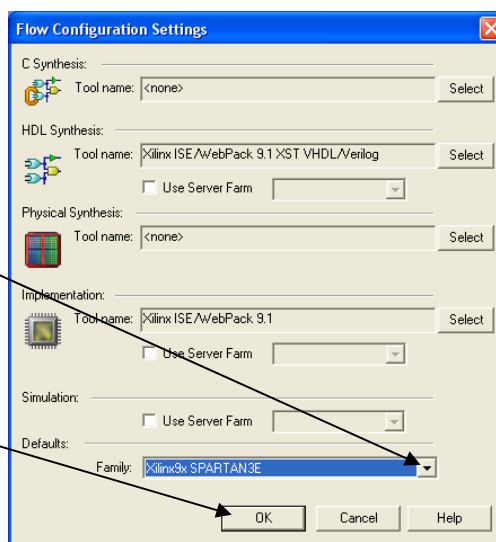 Flow Configuration Settings
C Synthesis:
Tool name: <none> Select
HDL Synthesis:
Tool name: Xilinx ISE/WebPack 9.1 XST VHDL/Verilog Select
Use Server Farm
Physical Synthesis:
Tool name: <none> Select
Implementation:
Tool name: Xilinx ISE/WebPack 9.1 Select
Use Server Farm
Simulation:
Use Server Farm
Defaults:
Family: Xilinx9x SPARTAN3E
OK Cancel Help